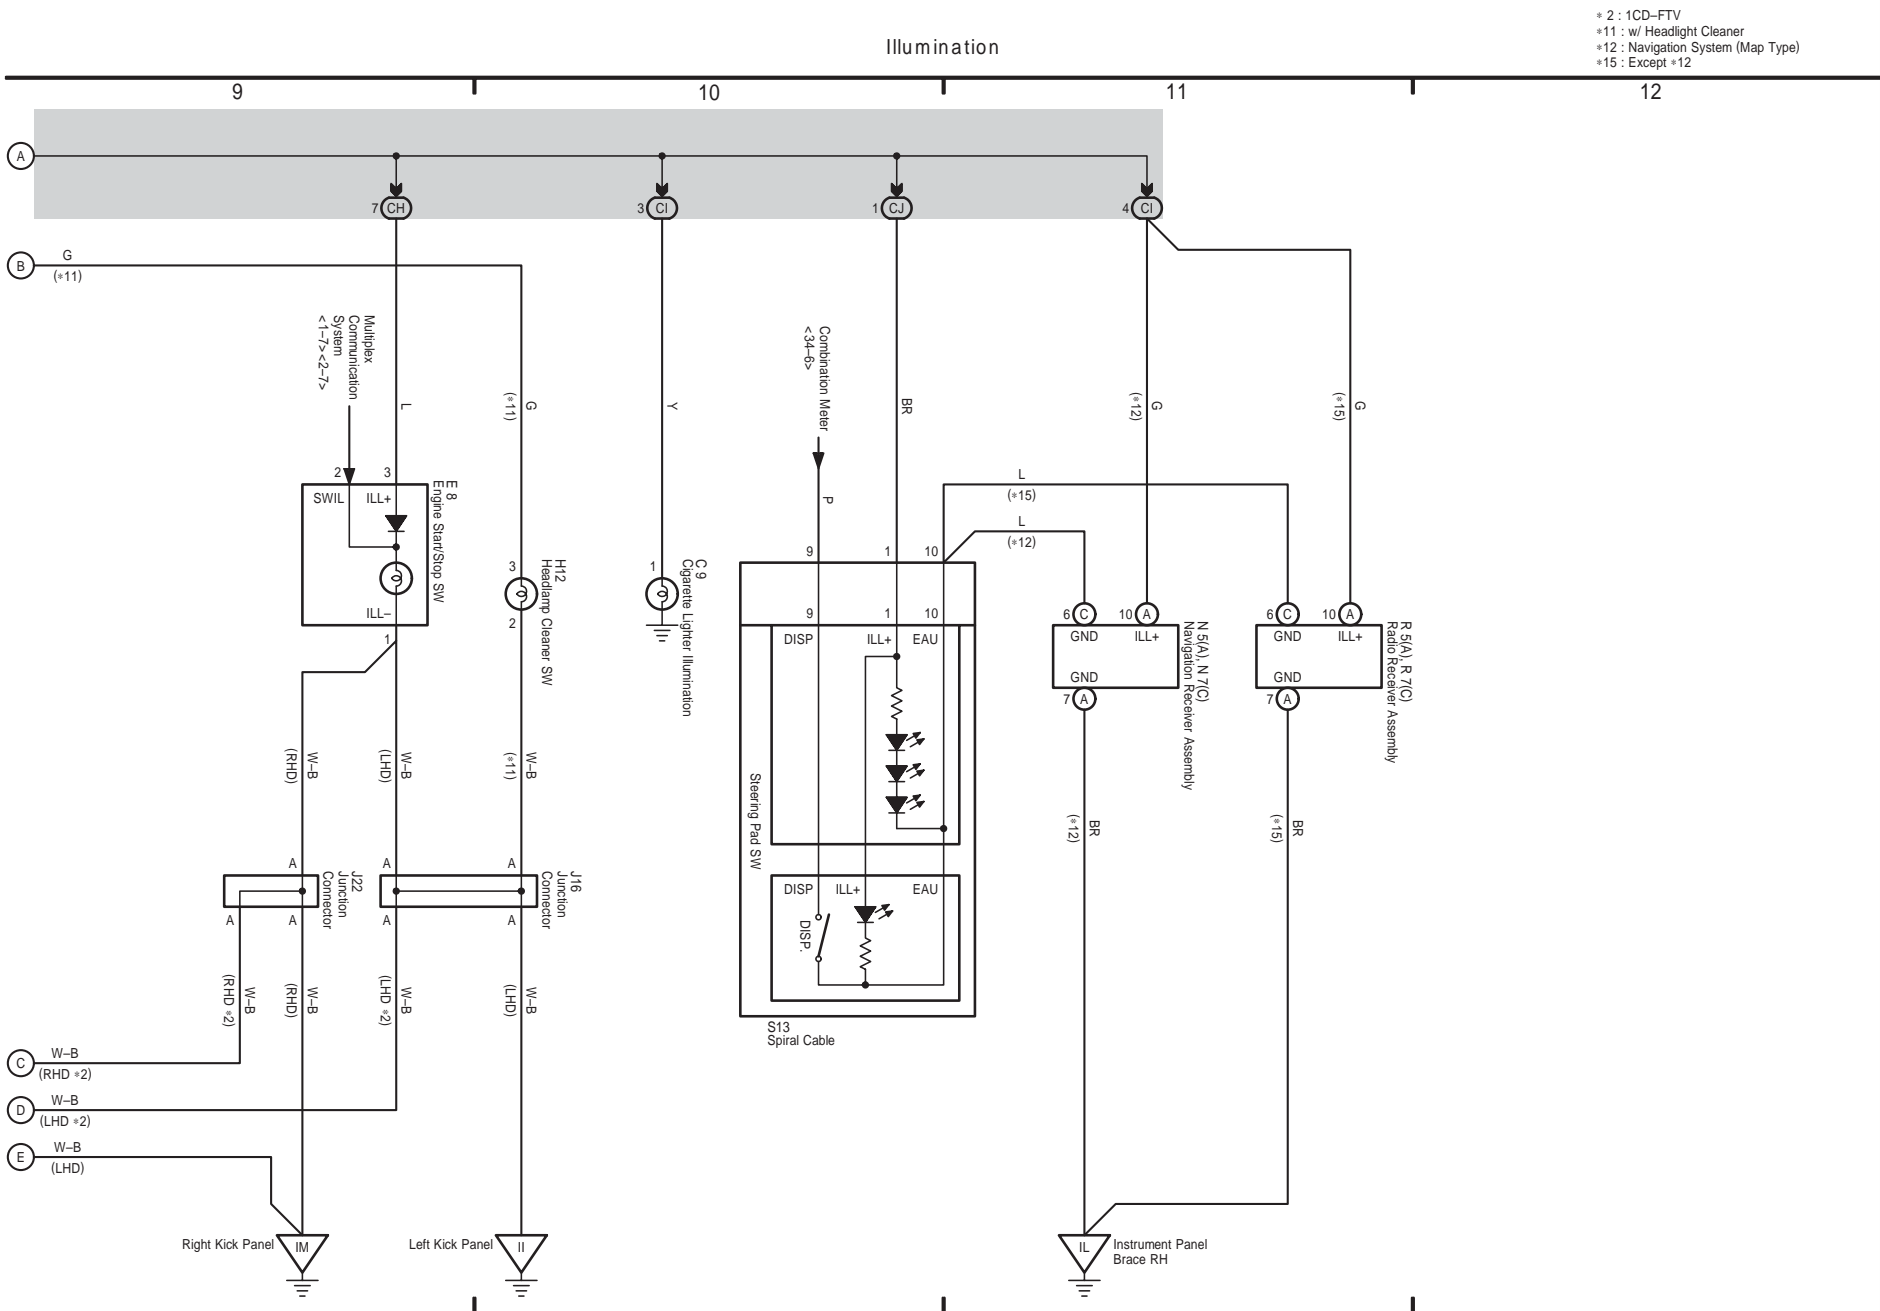 * 2 : 1CD–FTV
*11 : w/ Headlight Cleaner
*12 : Navigation System (Map Type)
*15 : Except *12
Illumination
9
10
11
12
A
7 CH
3 CI
1 CJ
4 CI
B
G
(*11)
Multiplex
Communication
System
<1–7><2–7>
L
G
(*11)
Y
Combination Meter
<34–6>
P
BR
G
(*12)
G
(*15)
L
(*15)
L
(*12)
2
3
SWIL
ILL+
ILL–
1
E 8
Engine Start/Stop SW
3
2
H12
Headlamp Cleaner SW
1
C 9
Cigarette Lighter Illumination
9
1
10
9
1
10
DISP
ILL+
EAU
Steering Pad SW
DISP
ILL+
EAU
DISP.
S13
Spiral Cable
6 C
10 A
GND
ILL+
GND
7 A
N 5(A), N 7(C)
Navigation Receiver Assembly
6 C
10 A
GND
ILL+
GND
7 A
R 5(A), R 7(C)
Radio Receiver Assembly
W–B
(RHD)
W–B
(LHD)
W–B
(*11)
BR
(*12)
BR
(*15)
A
A
A
J22
Junction
Connector
A
A
A
A
J16
Junction
Connector
W–B
(RHD *2)
W–B
(RHD)
W–B
(LHD *2)
W–B
(LHD)
C
W–B
(RHD *2)
D
W–B
(LHD *2)
E
W–B
(LHD)
Right Kick Panel
IM
Left Kick Panel
II
IL
Instrument Panel
Brace RH